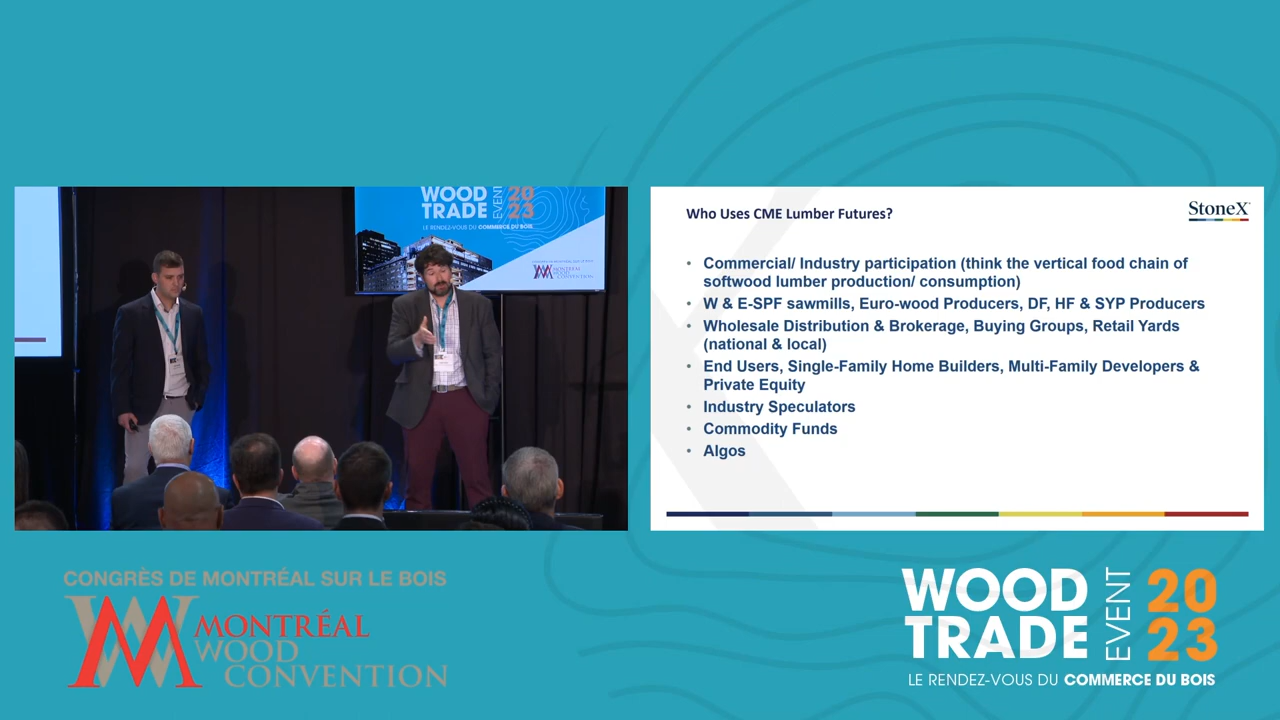 WOOD
TRADE
EVENT
20
23
LE RENDEZ-VOUS DU COMMERCE DU BOIS
MONTRÉAL
WOOD
CONVENTION
Who Uses CME Lumber Futures?
StoneX
• Commercial/ Industry participation (think the vertical food chain of
softwood lumber production/ consumption)
• W & E-SPF sawmills, Euro-wood Producers, DF, HF & SYP Producers
• Wholesale Distribution & Brokerage, Buying Groups, Retail Yards
(national & local)
• End Users, Single-Family Home Builders, Multi-Family Developers &
Private Equity
• Industry Speculators
• Commodity Funds
• Algos
CONGRÈS DE MONTRÉAL SUR LE BOIS
MONTRÉAL
WOOD
CONVENTION
WOOD
TRADE
EVENT
20
23
LE RENDEZ-VOUS DU COMMERCE DU BOIS